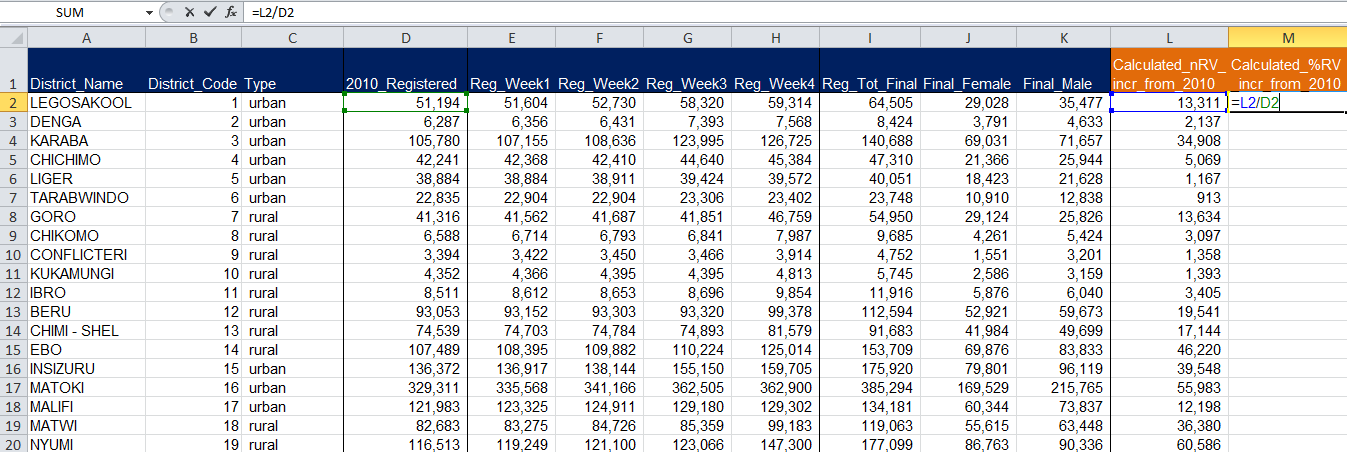 SUM fx =L2/D2
A B C D E F G H I J K L M
Calculated_nRV_ Calculated_%RV
1 District_Name District_Code Type 2010_Registered Reg_Week1 Reg_Week2 Reg_Week3 Reg_Week4 Reg_Tot_Final Final_Female Final_Male incr_from_2010 _incr_from_2010
2 LEGOSAKOOL 1 urban 51,194 51,604 52,730 58,320 59,314 64,505 29,028 35,477 13,311 =L2/D2
3 DENGA 2 urban 6,287 6,356 6,431 7,393 7,568 8,424 3,791 4,633 2,137
4 KARABA 3 urban 105,780 107,155 108,636 123,995 126,725 140,688 69,031 71,657 34,908
5 CHICHIMO 4 urban 42,241 42,368 42,410 44,640 45,384 47,310 21,366 25,944 5,069
6 LIGER 5 urban 38,884 38,884 38,911 39,424 39,572 40,051 18,423 21,628 1,167
7 TARABWINDO 6 urban 22,835 22,904 22,904 23,306 23,402 23,748 10,910 12,838 913
8 GORO 7 rural 41,316 41,562 41,687 41,851 46,759 54,950 29,124 25,826 13,634
9 CHIKOMO 8 rural 6,588 6,714 6,793 6,841 7,987 9,685 4,261 5,424 3,097
10 CONFLICTERI 9 rural 3,394 3,422 3,450 3,466 3,914 4,752 1,551 3,201 1,358
11 KUKAMUNGI 10 rural 4,352 4,366 4,395 4,395 4,813 5,745 2,586 3,159 1,393
12 IBRO 11 rural 8,511 8,612 8,653 8,696 9,854 11,916 5,876 6,040 3,405
13 BERU 12 rural 93,053 93,152 93,303 93,320 99,378 112,594 52,921 59,673 19,541
14 CHIMI - SHEL 13 rural 74,539 74,703 74,784 74,893 81,579 91,683 41,984 49,699 17,144
15 EBO 14 rural 107,489 108,395 109,882 110,224 125,014 153,709 69,876 83,833 46,220
16 INSIZURU 15 urban 136,372 136,917 138,144 155,150 159,705 175,920 79,801 96,119 39,548
17 MATOKI 16 urban 329,311 335,568 341,166 362,505 362,900 385,294 169,529 215,765 55,983
18 MALIFI 17 urban 121,983 123,325 124,911 129,180 129,302 134,181 60,344 73,837 12,198
19 MATWI 18 rural 82,683 83,275 84,726 85,359 99,183 119,063 55,615 63,448 36,380
20 NYUMI 19 rural 116,513 119,249 121,100 123,066 147,300 177,099 86,763 90,336 60,586